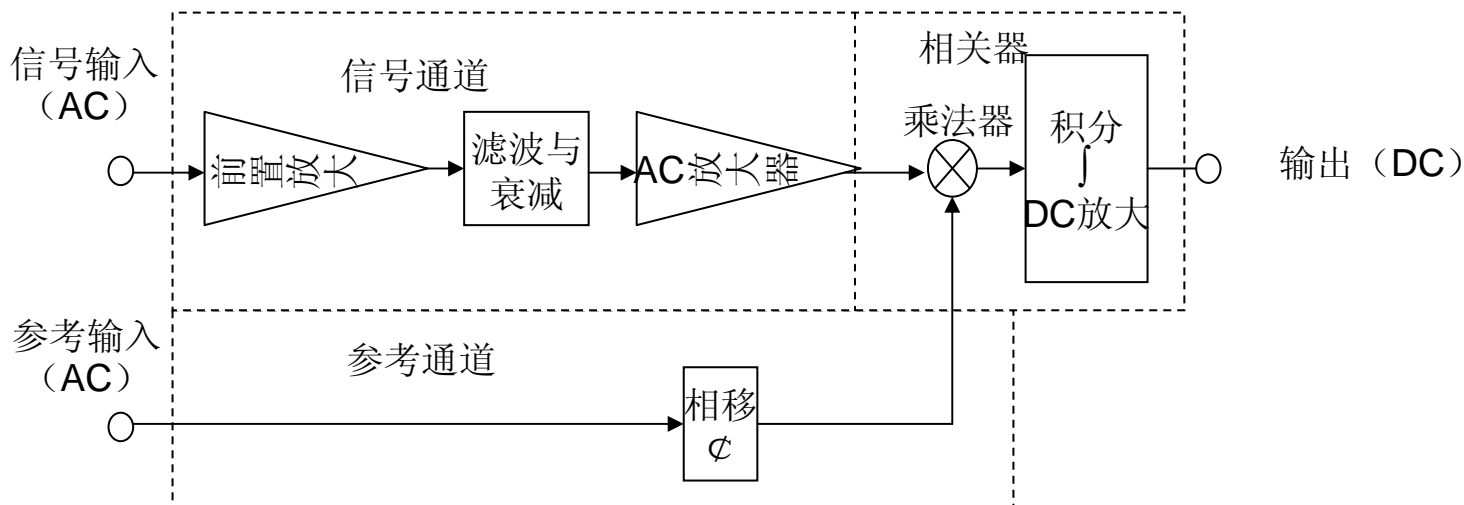 信号输入
（AC）
信号通道
前置放大
滤波与
衰减
AC放大器
相关器
乘法器
积分
∫
DC放大
输出（DC）
参考输入
（AC）
参考通道
相移
₵